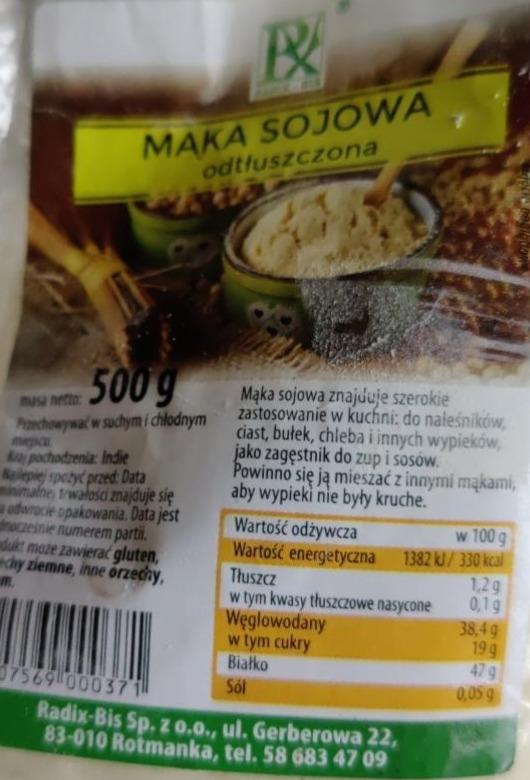 MĄKA SOJOWA
odtłuszczona
masa netto: 500 g
Przechowywać w suchym i chłodnym
miejscu.
Kraj pochodzenia: Indie
Najlepiej spożyć przed: Data
minimalnej trwałości znajduje się
odwrocie opakowania. Data jest
numerem partii.
może zawierać gluten,
ziemne, inne orzechy,
Mąka sojowa znajduje szerokie
zastosowanie w kuchni: do naleśników,
ciast, bułek, chleba i innych wypieków,
jako zagęstnik do zup i sosów.
Powinno się ją mieszać z innymi mąkami,
aby wypieki nie były kruche.
Wartość odżywcza w 100 g
Wartość energetyczna 1382 kJ / 330 kcal
Tłuszcz 1,2 g
w tym kwasy tłuszczowe nasycone 0,1 g
Węglowodany 38,4 g
w tym cukry 19 g
Białko 47 g
Sól 0,05 g
07569 000371
Radix-Bis Sp. z o.o., ul. Gerberowa 22,
83-010 Rotmanka, tel. 58 683 47 09